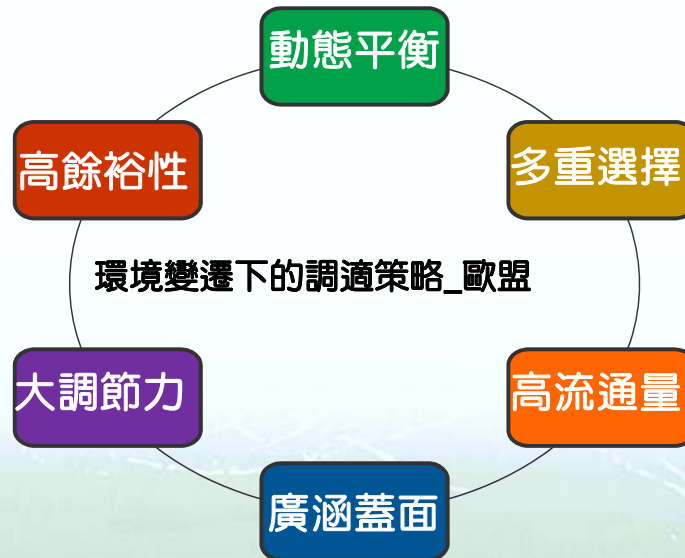 動態平衡
高餘裕性
多重選擇
環境變遷下的調適策略_歐盟
大調節力
高流通量
廣涵蓋面